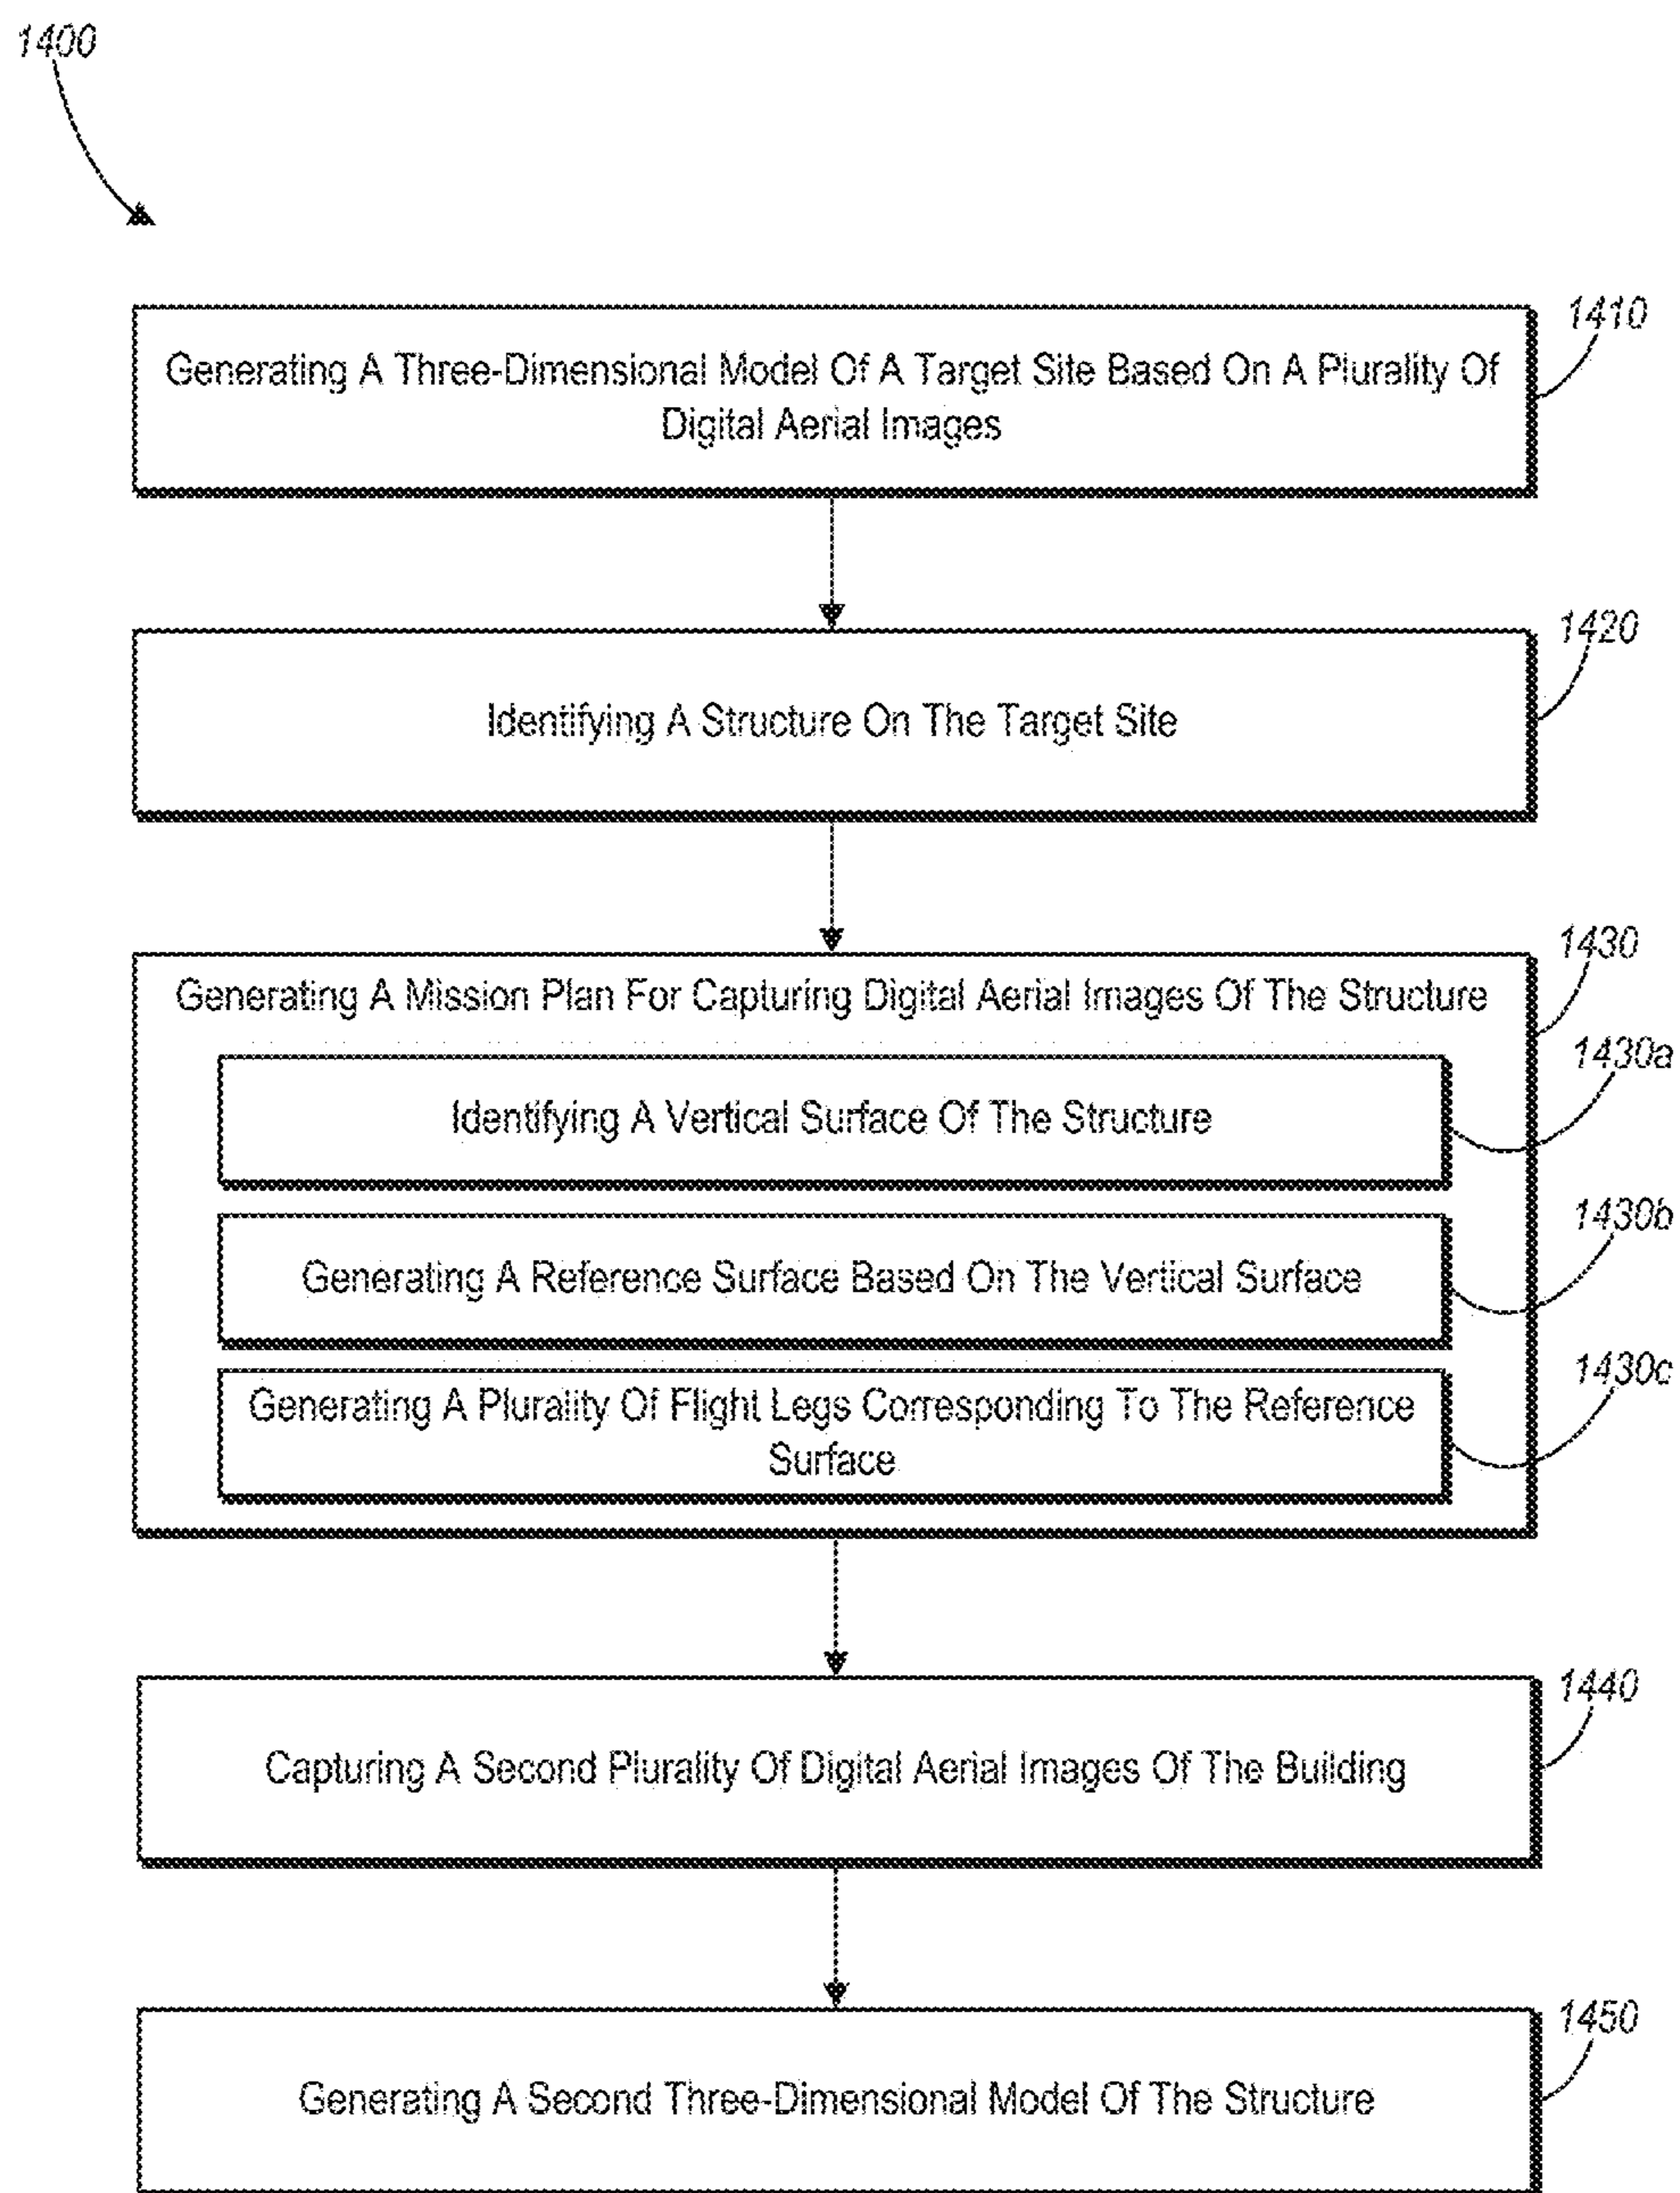 1400
1410
Generating A Three-Dimensional Model Of A Target Site Based On A Plurality Of
Digital Aerial Images
1420
Identifying A Structure On The Target Site
1430
Generating A Mission Plan For Capturing Digital Aerial Images Of The Structure
1430a
Identifying A Vertical Surface Of The Structure
1430b
Generating A Reference Surface Based On The Vertical Surface
1430c
Generating A Plurality Of Flight Legs Corresponding To The Reference
Surface
1440
Capturing A Second Plurality Of Digital Aerial Images Of The Building
1450
Generating A Second Three-Dimensional Model Of The Structure